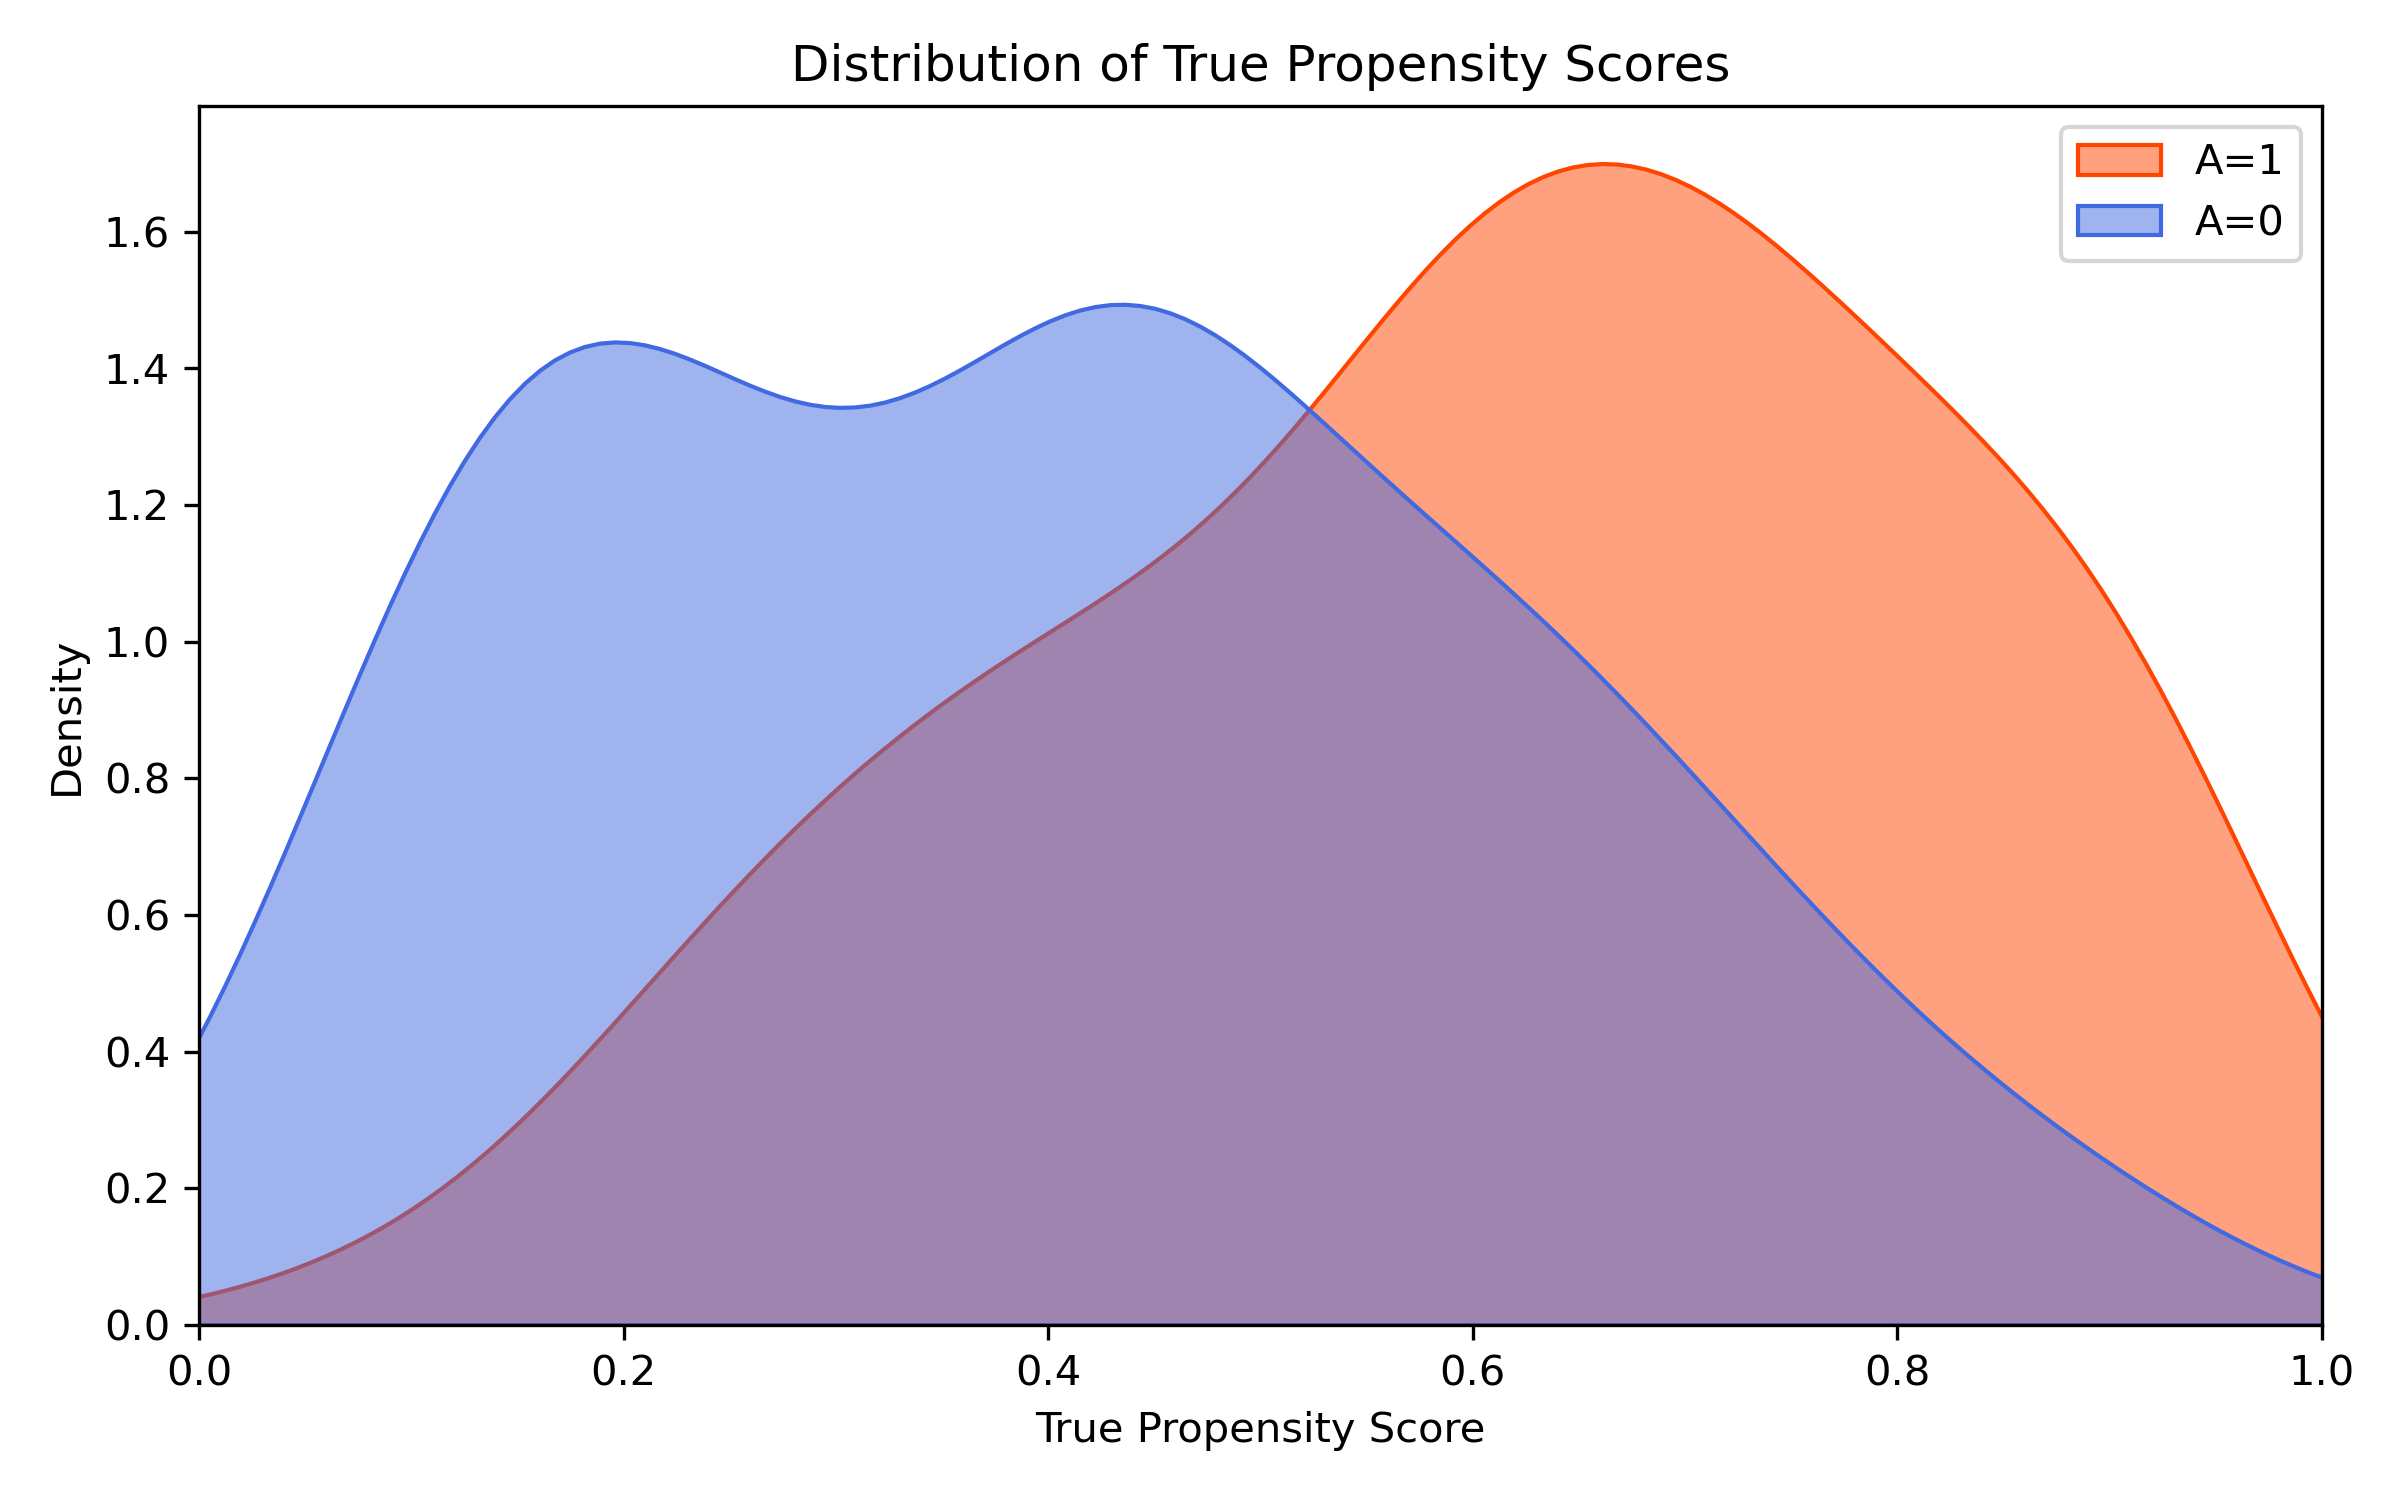 Distribution of True Propensity Scores
A=1
A=0
Density
1.6
1.4
1.2
1.0
0.8
0.6
0.4
0.2
0.0
0.0 0.2 0.4 0.6 0.8 1.0
True Propensity Score